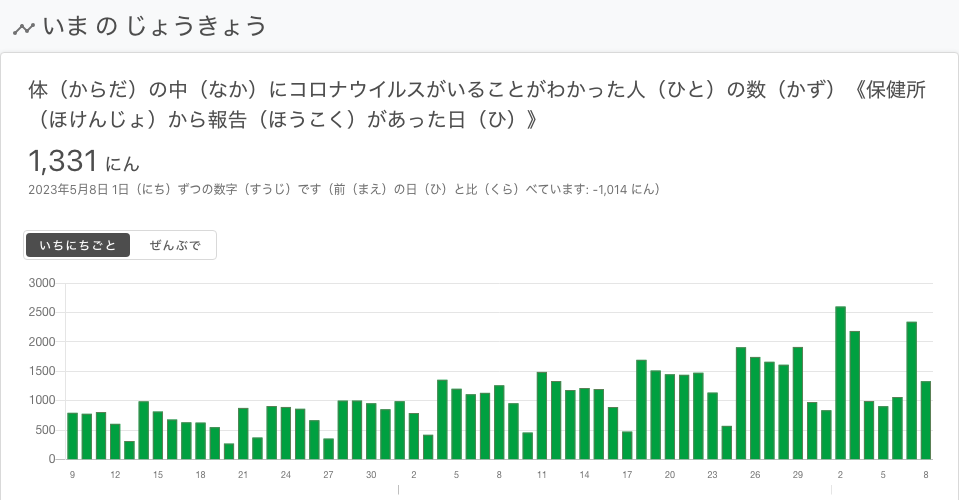 いま の じょうきょう
体（からだ）の中（なか）にコロナウイルスがいることがわかった人（ひと）の数（かず）《保健所
（ほけんじょ）から報告（ほうこく）があった日（ひ）》
1,331 にん
2023年5月8日 1日（にち）ずつの数字（すうじ）です（前（まえ）の日（ひ）と比（くら）べています: -1,014 にん）
いちにちごと ぜんぶで
3000
2500
2000
1500
1000
500
0
9 12 15 18 21 24 27 30 2 5 8 11 14 17 20 23 26 29 2 5 8